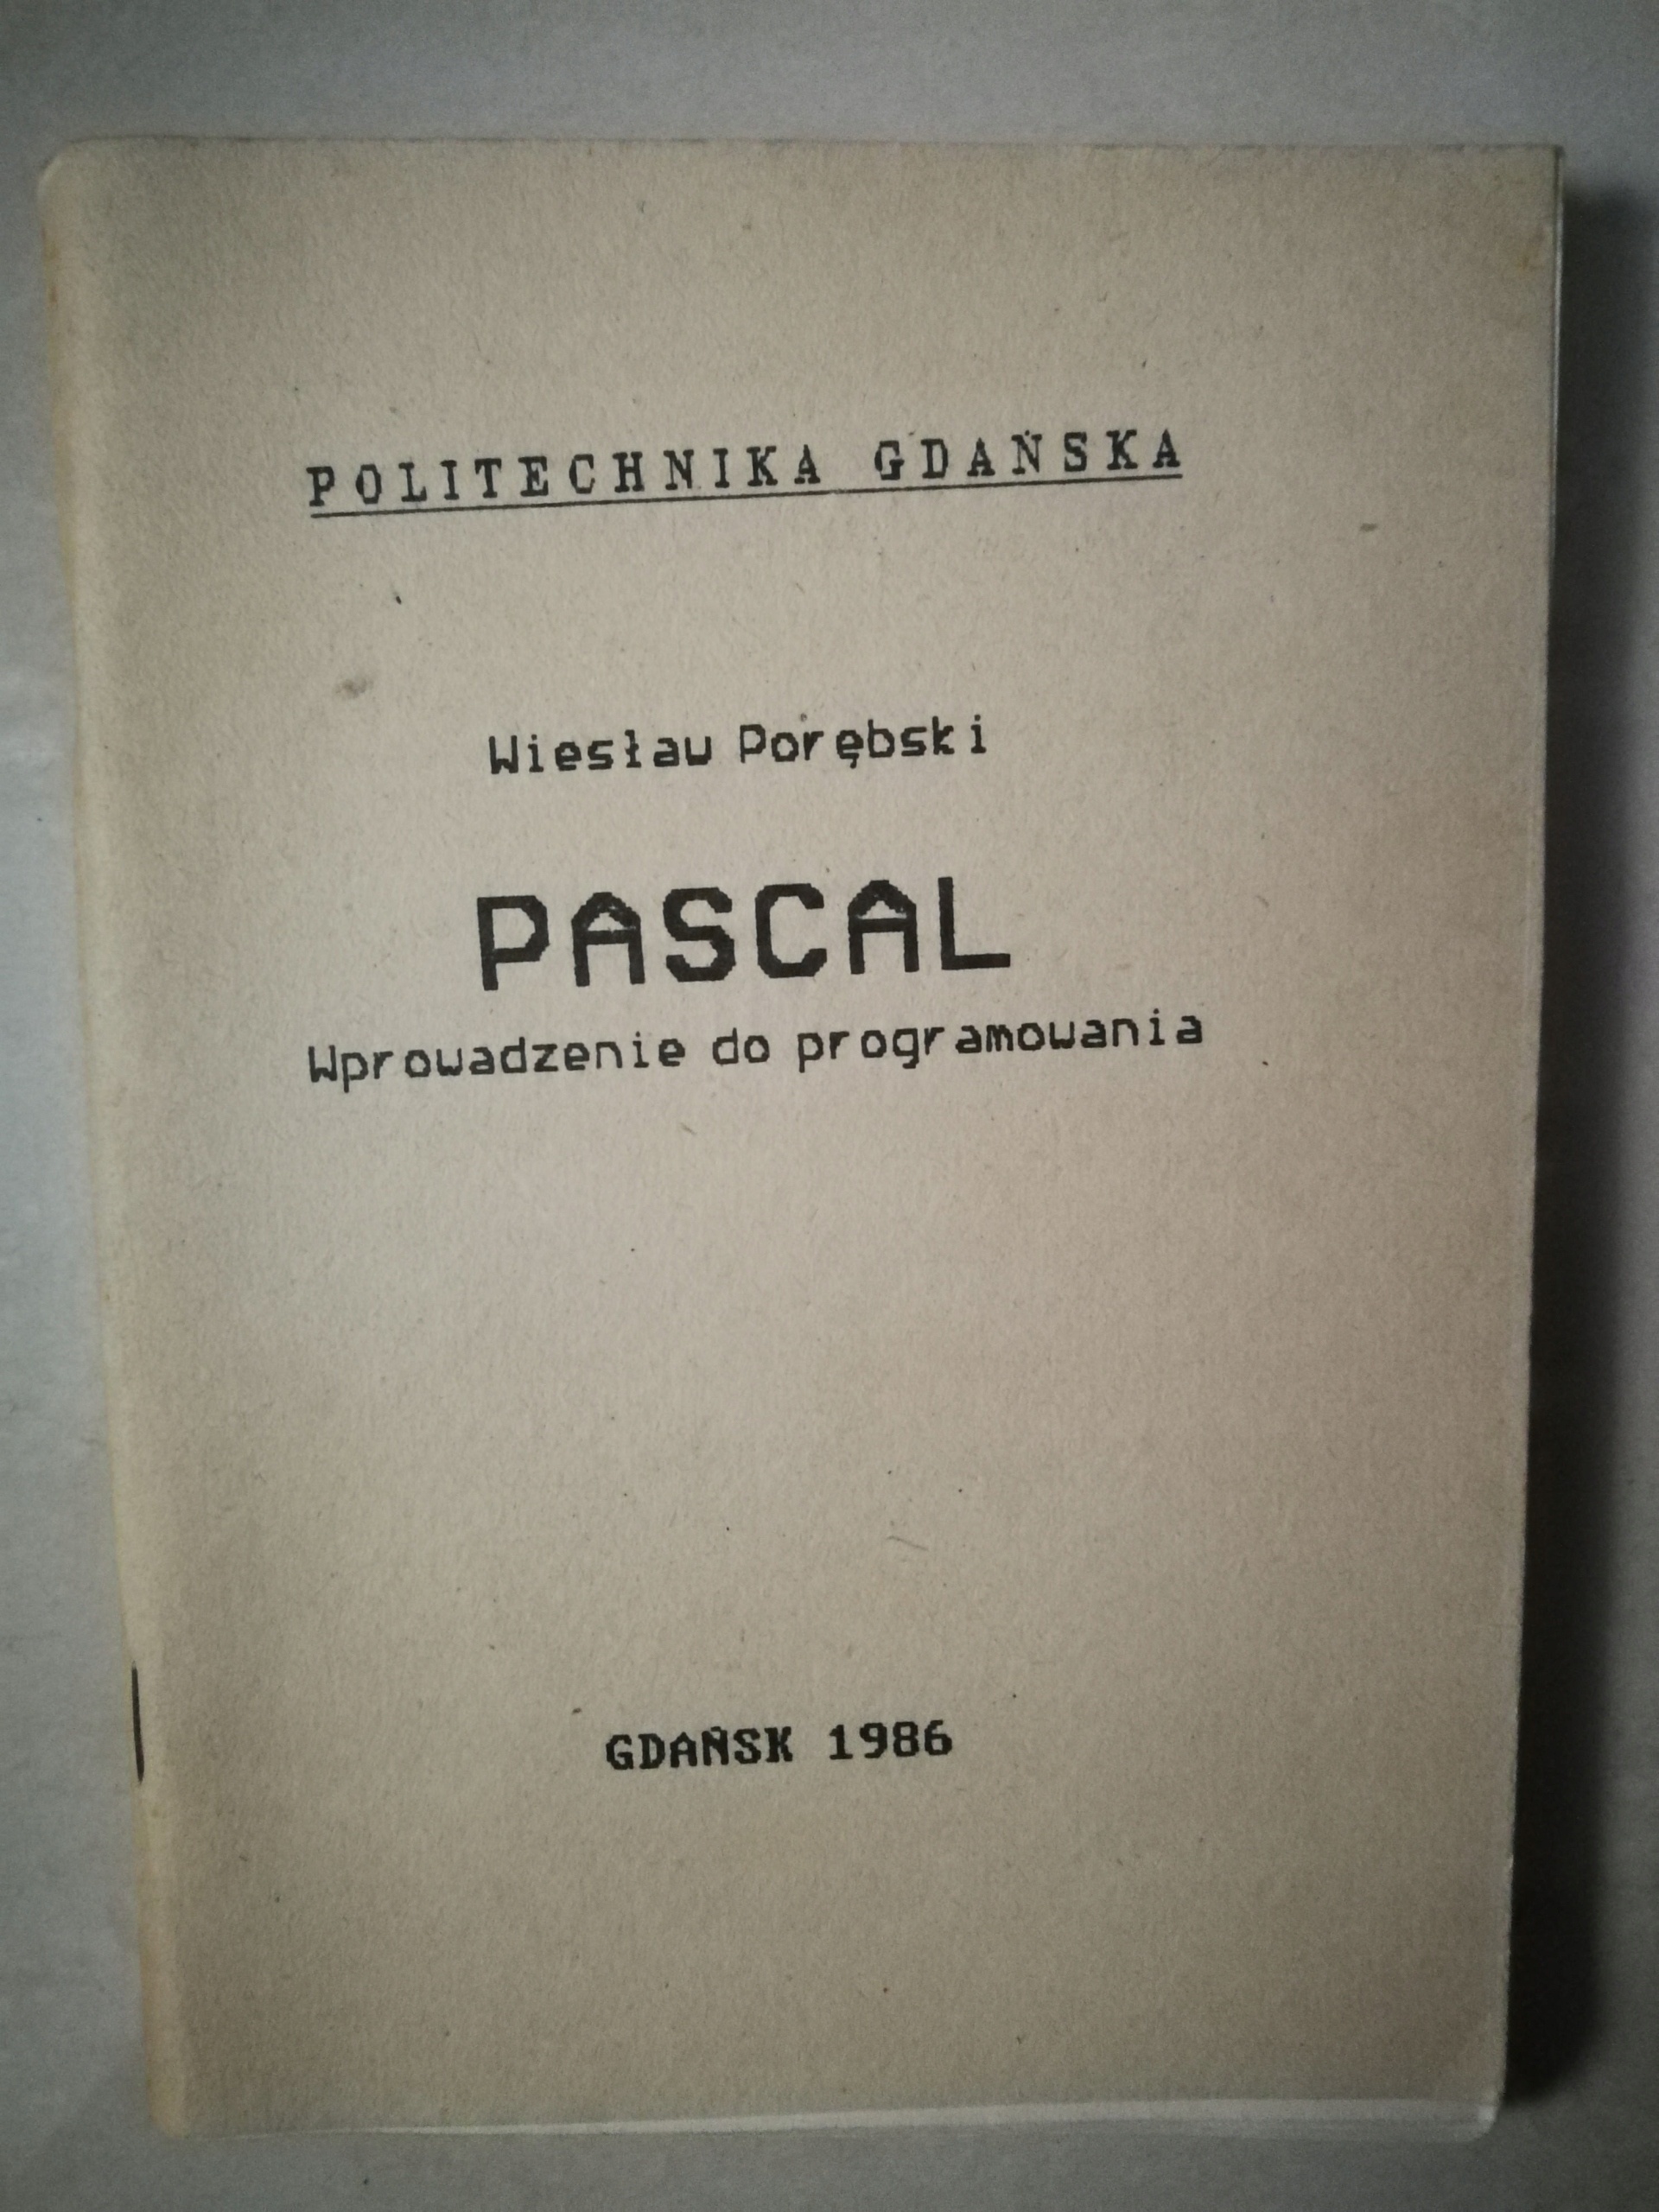 POLITECHNIKA GDAŃSKA
Wiesław Porębski
PASCAL
Wprowadzenie do programowania
GDAŃSK 1986